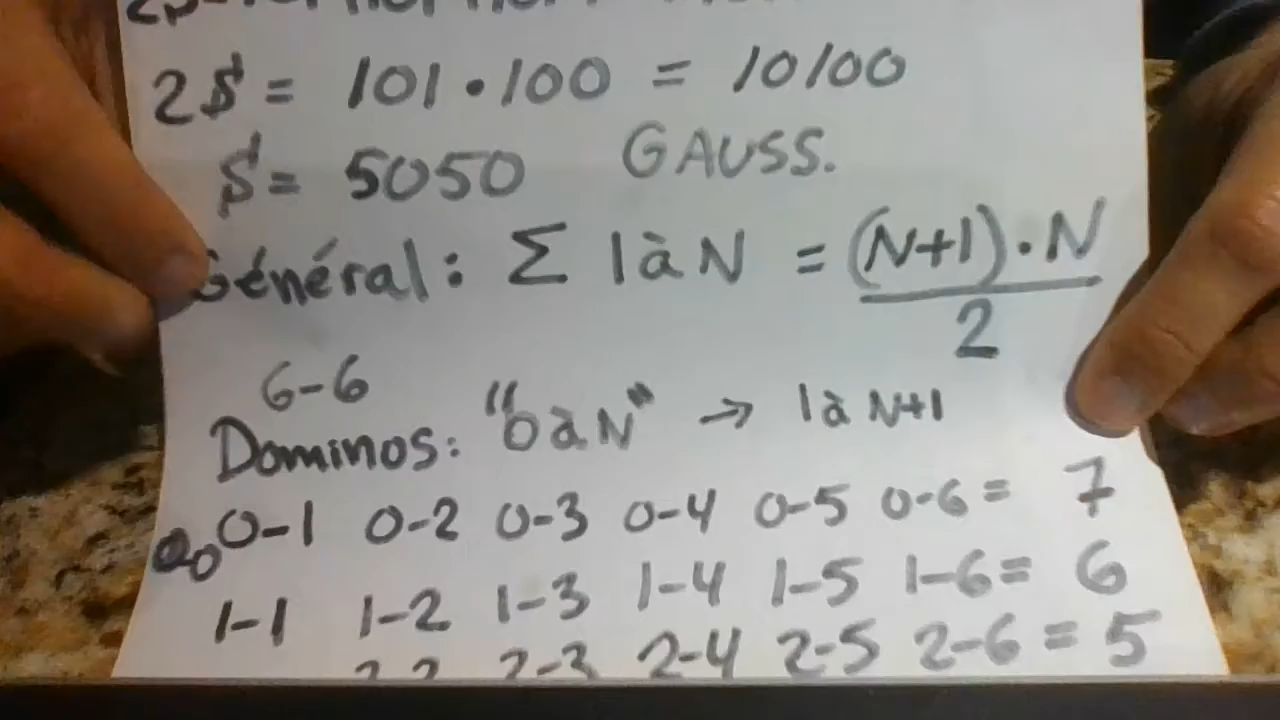 2S = 101 • 100 = 10100
S = 5050 GAUSS.
Général: Σ 1 à N = (N+1)•N / 2
6-6
Dominos: "0 à N" → 1 à N+1
0-0 0-1 0-2 0-3 0-4 0-5 0-6 = 7
1-1 1-2 1-3 1-4 1-5 1-6 = 6
2-2 2-3 2-4 2-5 2-6 = 5